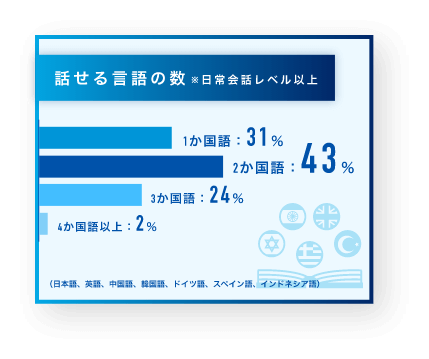 話せる言語の数 ※日常会話レベル以上
1か国語：31%
2か国語：43%
3か国語：24%
4か国語以上：2%
（日本語、英語、中国語、韓国語、ドイツ語、スペイン語、インドネシア語）